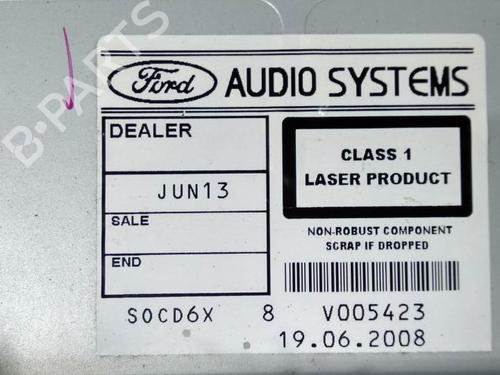 Ford AUDIO SYSTEMS
DEALER
JUN13
SALE
END
CLASS 1
LASER PRODUCT
NON-ROBUST COMPONENT
SCRAP IF DROPPED
SOCD6X 8 V005423
19.06.2008
B-PARTS